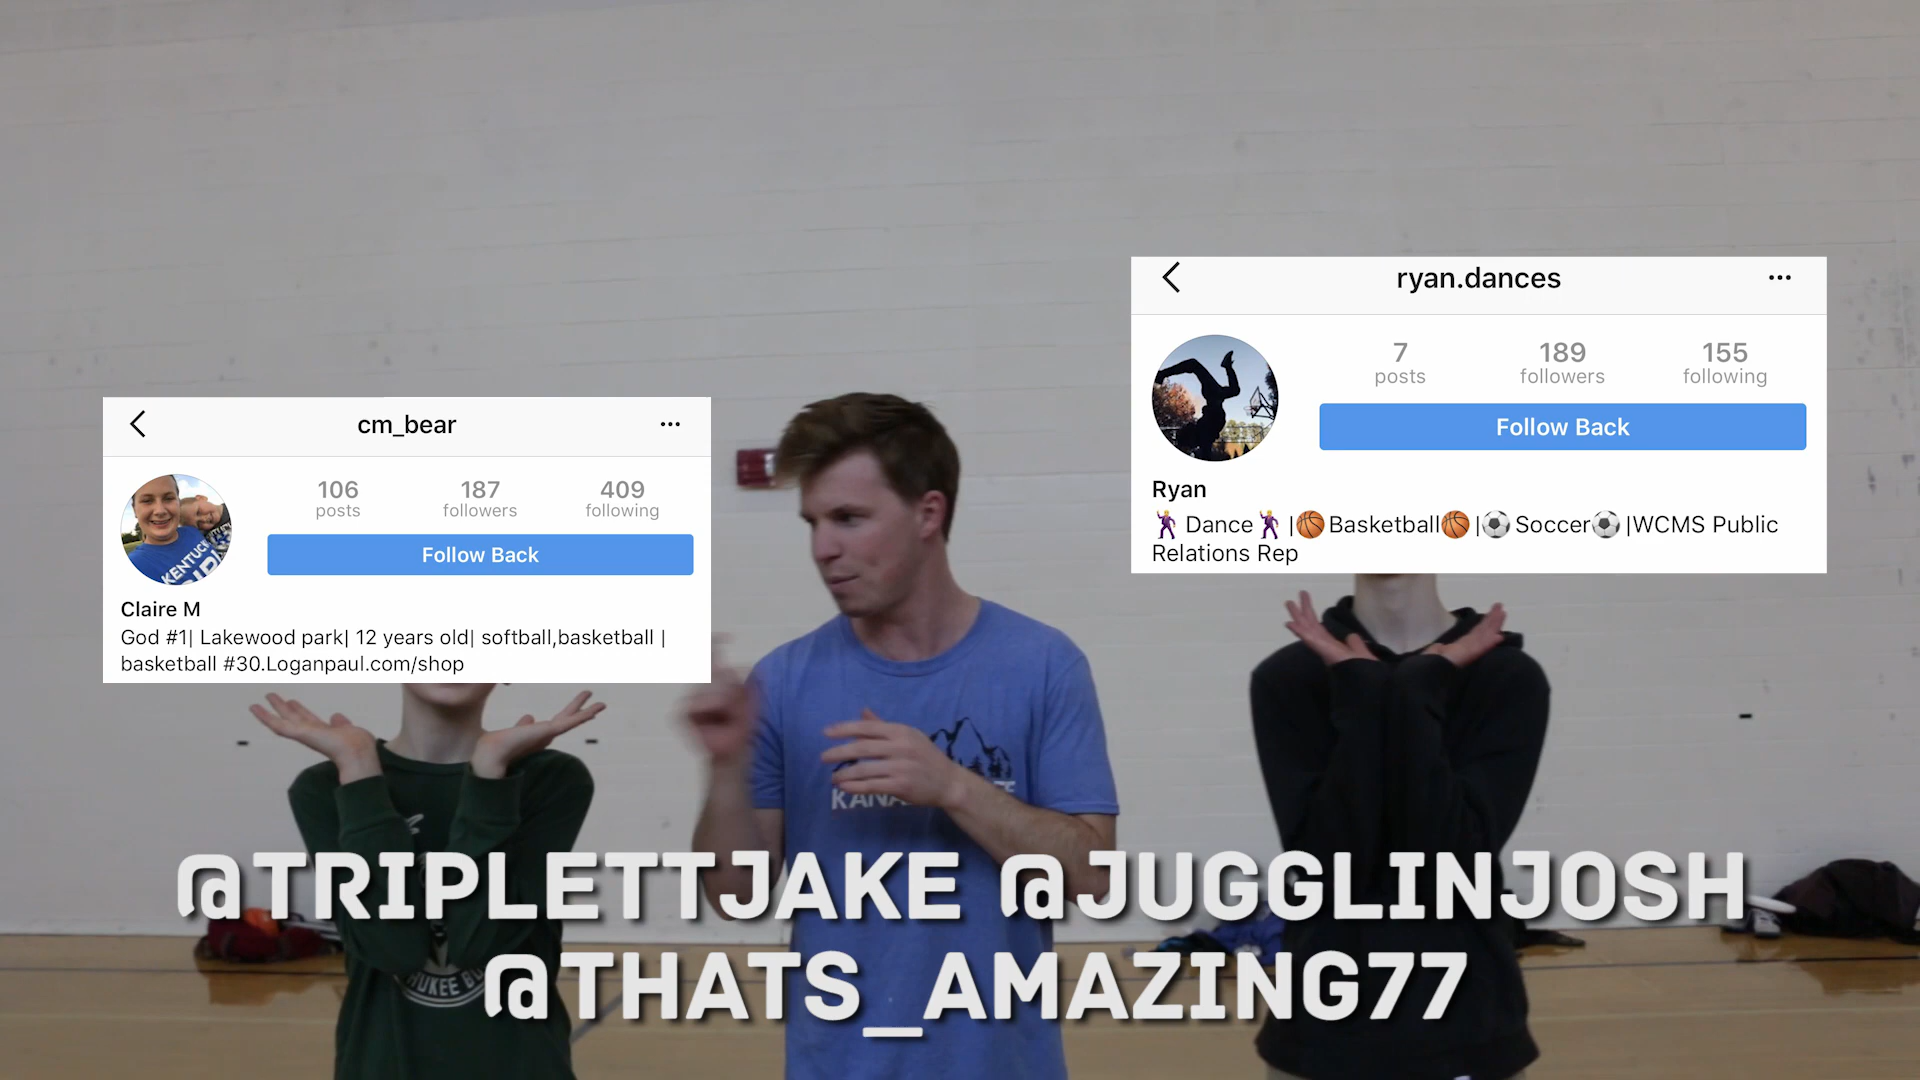 ryan.dances
7 189 155
posts followers following
Follow Back
Ryan
Dance | Basketball | Soccer |WCMS Public
Relations Rep
cm_bear
106 187 409
posts followers following
Follow Back
Claire M
God #1| Lakewood park| 12 years old| softball,basketball |
basketball #30.Loganpaul.com/shop
@TRIPLETTJAKE @JUGGLINJOSH
@THATS_AMAZING77